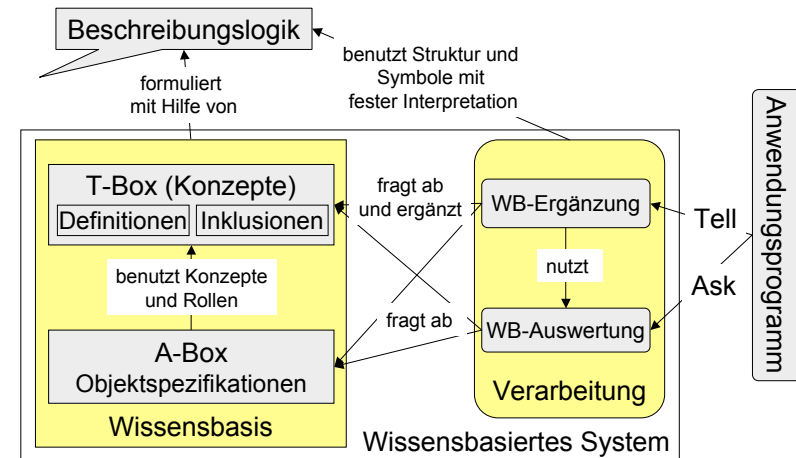 Beschreibungslogik
formuliert
mit Hilfe von
benutzt Struktur und
Symbole mit
fester Interpretation
T-Box (Konzepte)
Definitionen
Inklusionen
benutzt Konzepte
und Rollen
A-Box
Objektspezifikationen
Wissensbasis
fragt ab
und ergänzt
fragt ab
WB-Ergänzung
nutzt
WB-Auswertung
Verarbeitung
Wissensbasiertes System
Tell
Ask
Anwendungsprogramm